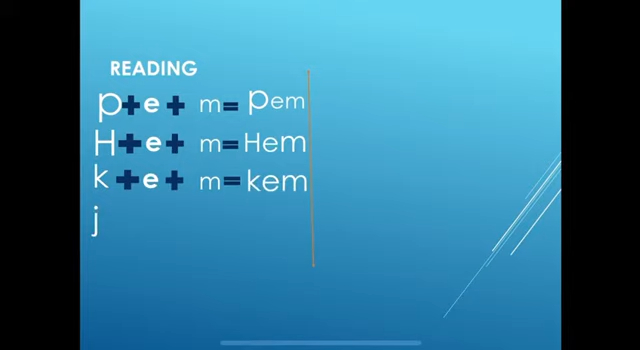 READING
p+e+ m= pem
H+e+ m= Hem
k +e+ m= kem
j